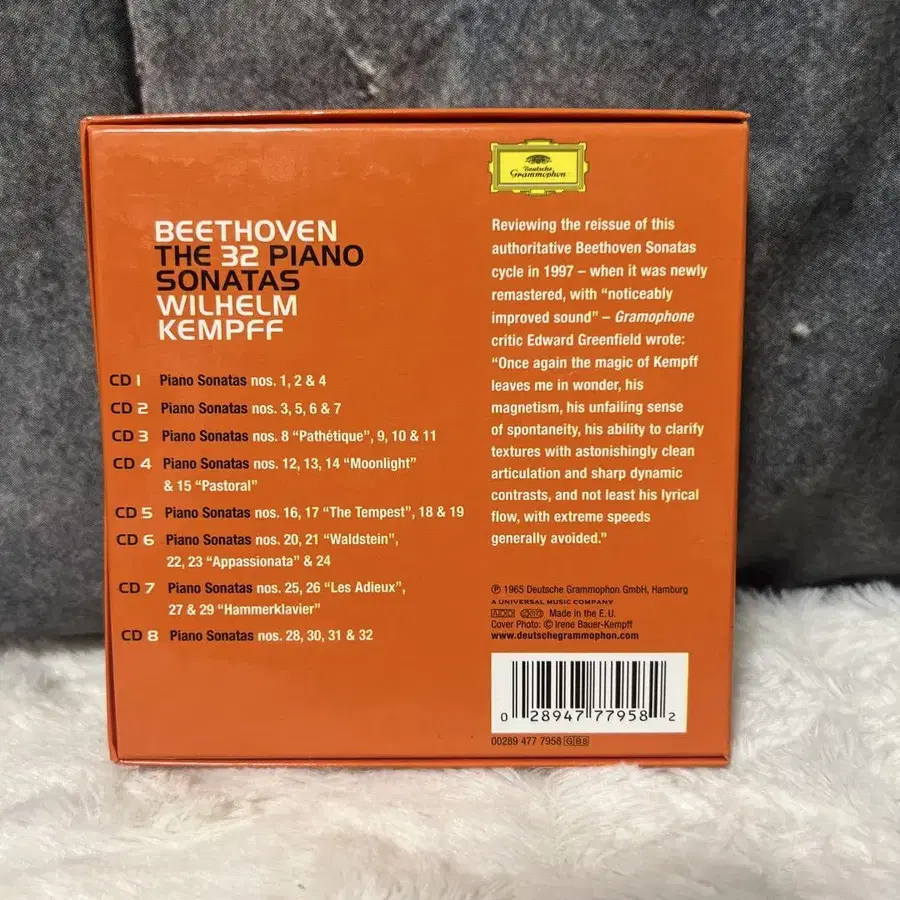 BEETHOVEN
THE 32 PIANO
SONATAS
WILHELM
KEMPFF
CD 1 Piano Sonatas nos. 1, 2 & 4
CD 2 Piano Sonatas nos. 3, 5, 6 & 7
CD 3 Piano Sonatas nos. 8 “Pathétique”, 9, 10 & 11
CD 4 Piano Sonatas nos. 12, 13, 14 “Moonlight”
& 15 “Pastoral”
CD 5 Piano Sonatas nos. 16, 17 “The Tempest”, 18 & 19
CD 6 Piano Sonatas nos. 20, 21 “Waldstein”,
22, 23 “Appassionata” & 24
CD 7 Piano Sonatas nos. 25, 26 “Les Adieux”,
27 & 29 “Hammerklavier”
CD 8 Piano Sonatas nos. 28, 30, 31 & 32
Deutsche
Grammophon
Reviewing the reissue of this
authoritative Beethoven Sonatas
cycle in 1997 – when it was newly
remastered, with “noticeably
improved sound” – Gramophone
critic Edward Greenfield wrote:
“Once again the magic of Kempff
leaves me in wonder, his
magnetism, his unfailing sense
of spontaneity, his ability to clarify
textures with astonishingly clean
articulation and sharp dynamic
contrasts, and not least his lyrical
flow, with extreme speeds
generally avoided.”
℗ 1965 Deutsche Grammophon GmbH, Hamburg
A UNIVERSAL MUSIC COMPANY
ADD Made in the E. U.
Cover Photo: © Irene Bauer-Kempff
www.deutschegrammophon.com
0 28947 77958 2
00289 477 7958 GB8